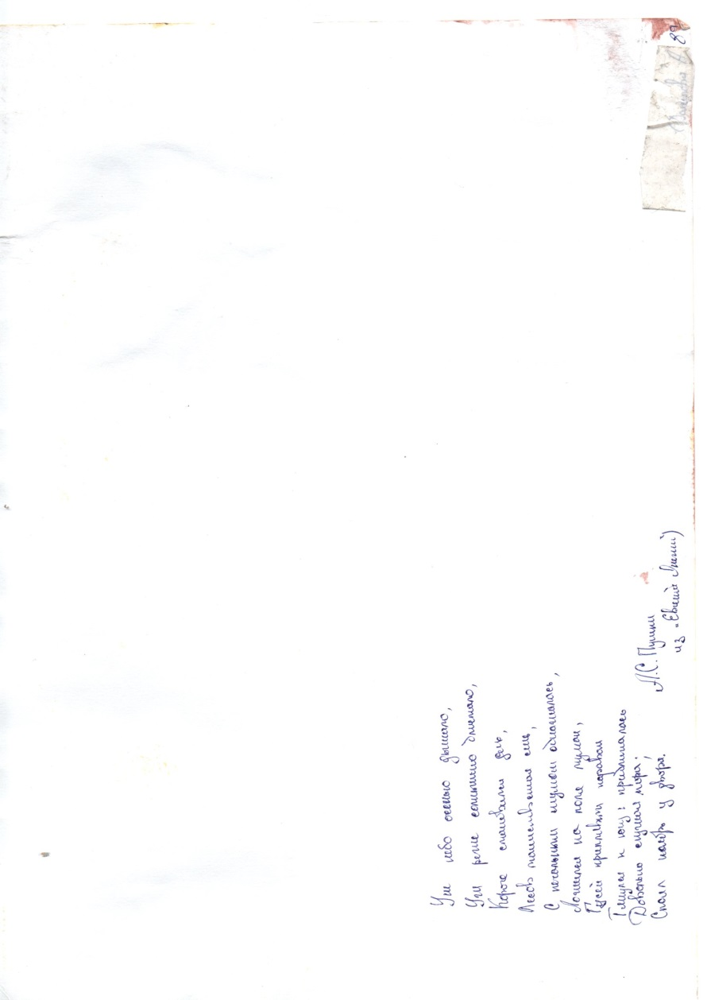 Уж небо осенью дышало,
Уж реже солнышко блистало,
Короче становился день,
Лесов таинственная сень,
С печальным шумом обнажалась,
Ложился на поля туман,
Гусей крикливых караван
Тянулся к югу: приближалась
Довольно скучная пора;
Стоял ноябрь у двора.
А.С. Пушкин
из "Евгений Онегин")
89